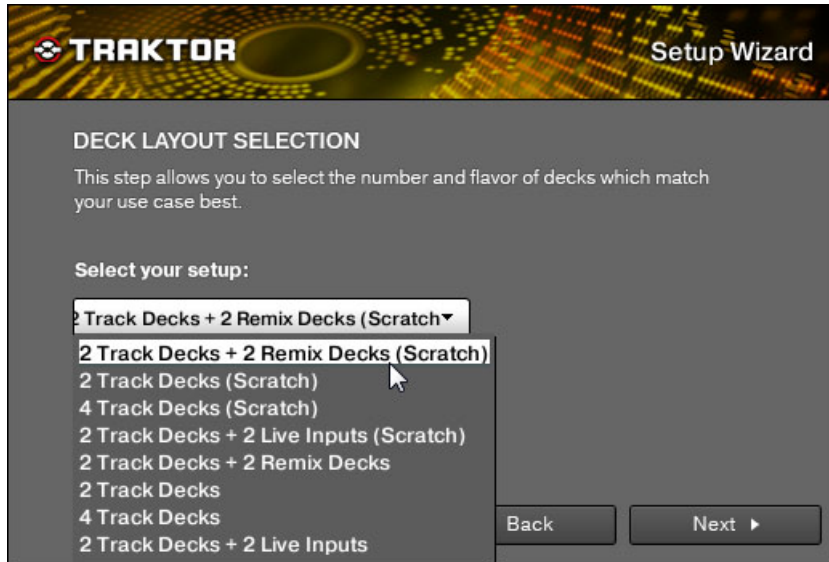 TRAKTOR
Setup Wizard
DECK LAYOUT SELECTION
This step allows you to select the number and flavor of decks which match
your use case best.
Select your setup:
2 Track Decks + 2 Remix Decks (Scratch
2 Track Decks + 2 Remix Decks (Scratch)
2 Track Decks (Scratch)
4 Track Decks (Scratch)
2 Track Decks + 2 Live Inputs (Scratch)
2 Track Decks + 2 Remix Decks
2 Track Decks
4 Track Decks
2 Track Decks + 2 Live Inputs
Back
Next